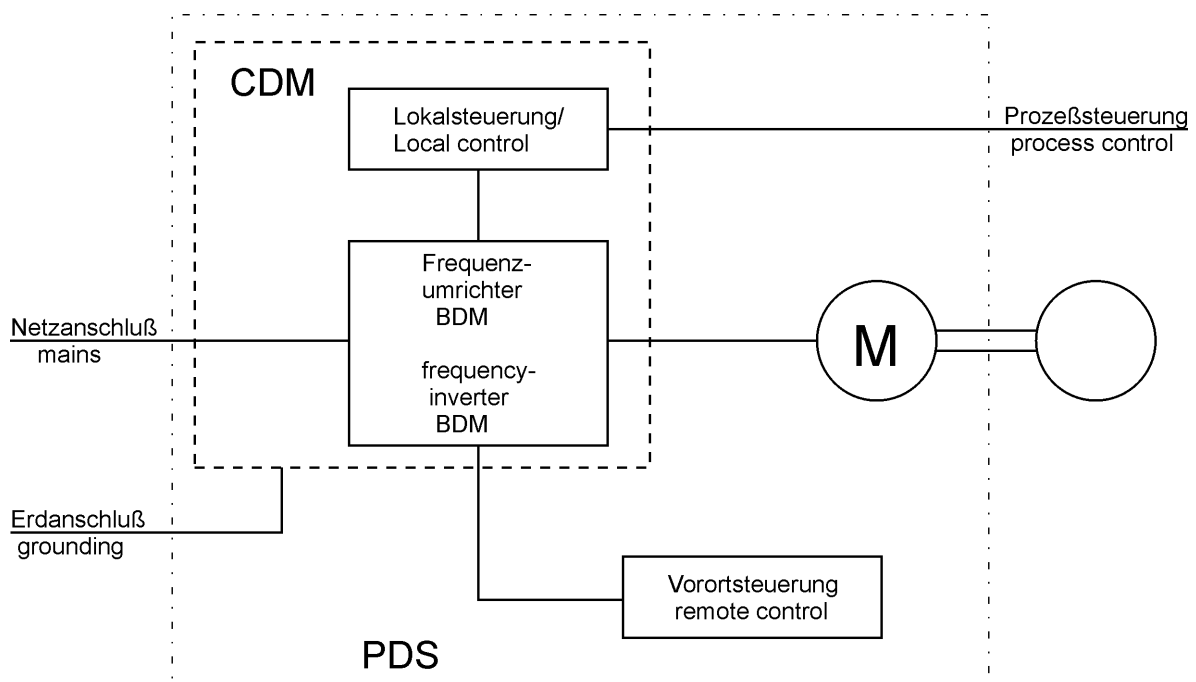 CDM
Lokalsteuerung/
Local control
Prozeßsteuerung
process control
Frequenz-
umrichter
BDM
frequency-
inverter
BDM
Netzanschluß
mains
M
Erdanschluß
grounding
Vorortsteuerung
remote control
PDS